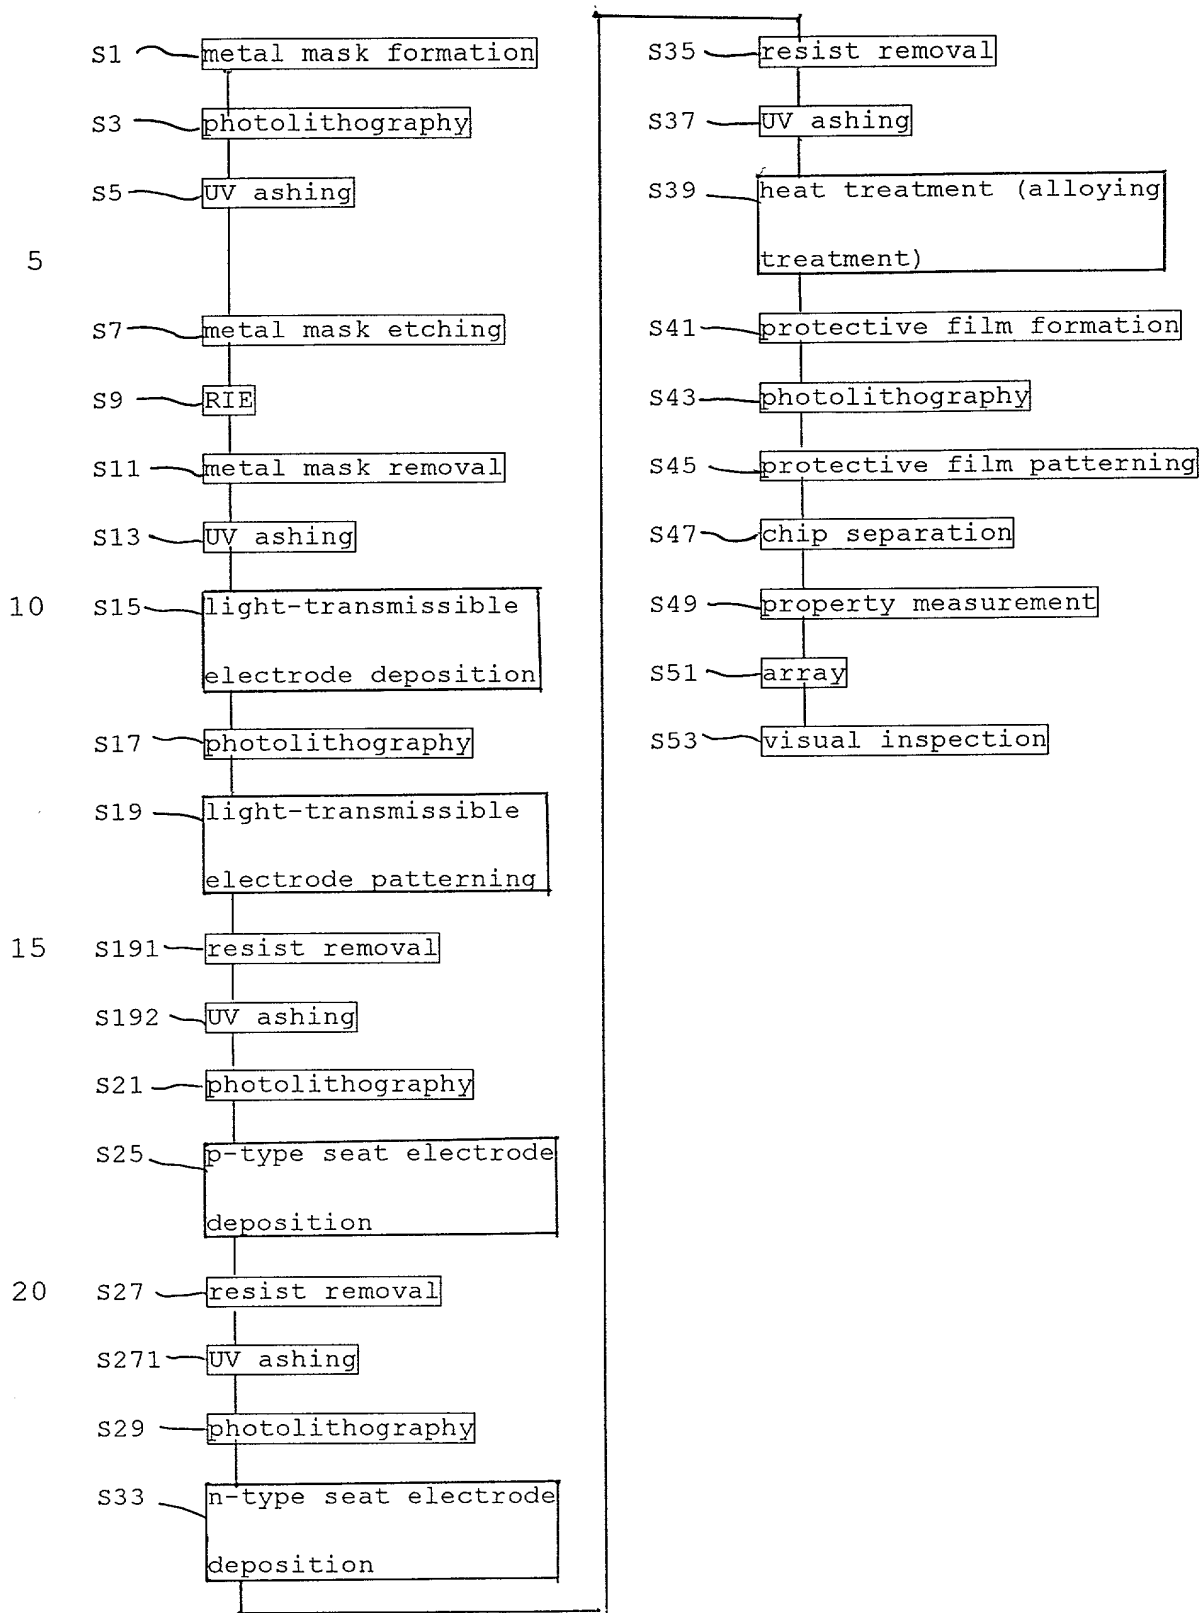 S1 metal mask formation
S3 photolithography
S5 UV ashing
5
S7 metal mask etching
S9 RIE
S11 metal mask removal
S13 UV ashing
10 S15 light-transmissible
electrode deposition
S17 photolithography
S19 light-transmissible
electrode patterning
15 S191 resist removal
S192 UV ashing
S21 photolithography
S25 p-type seat electrode
deposition
20 S27 resist removal
S271 UV ashing
S29 photolithography
S33 n-type seat electrode
deposition
S35 resist removal
S37 UV ashing
S39 heat treatment (alloying
treatment)
S41 protective film formation
S43 photolithography
S45 protective film patterning
S47 chip separation
S49 property measurement
S51 array
S53 visual inspection